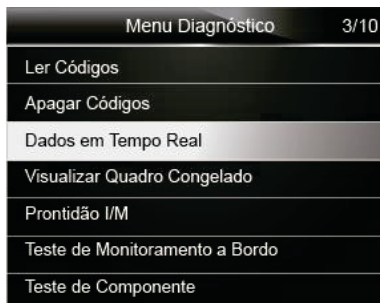 Menu Diagnóstico 3/10
Ler Códigos
Apagar Códigos
Dados em Tempo Real
Visualizar Quadro Congelado
Prontidão I/M
Teste de Monitoramento a Bordo
Teste de Componente